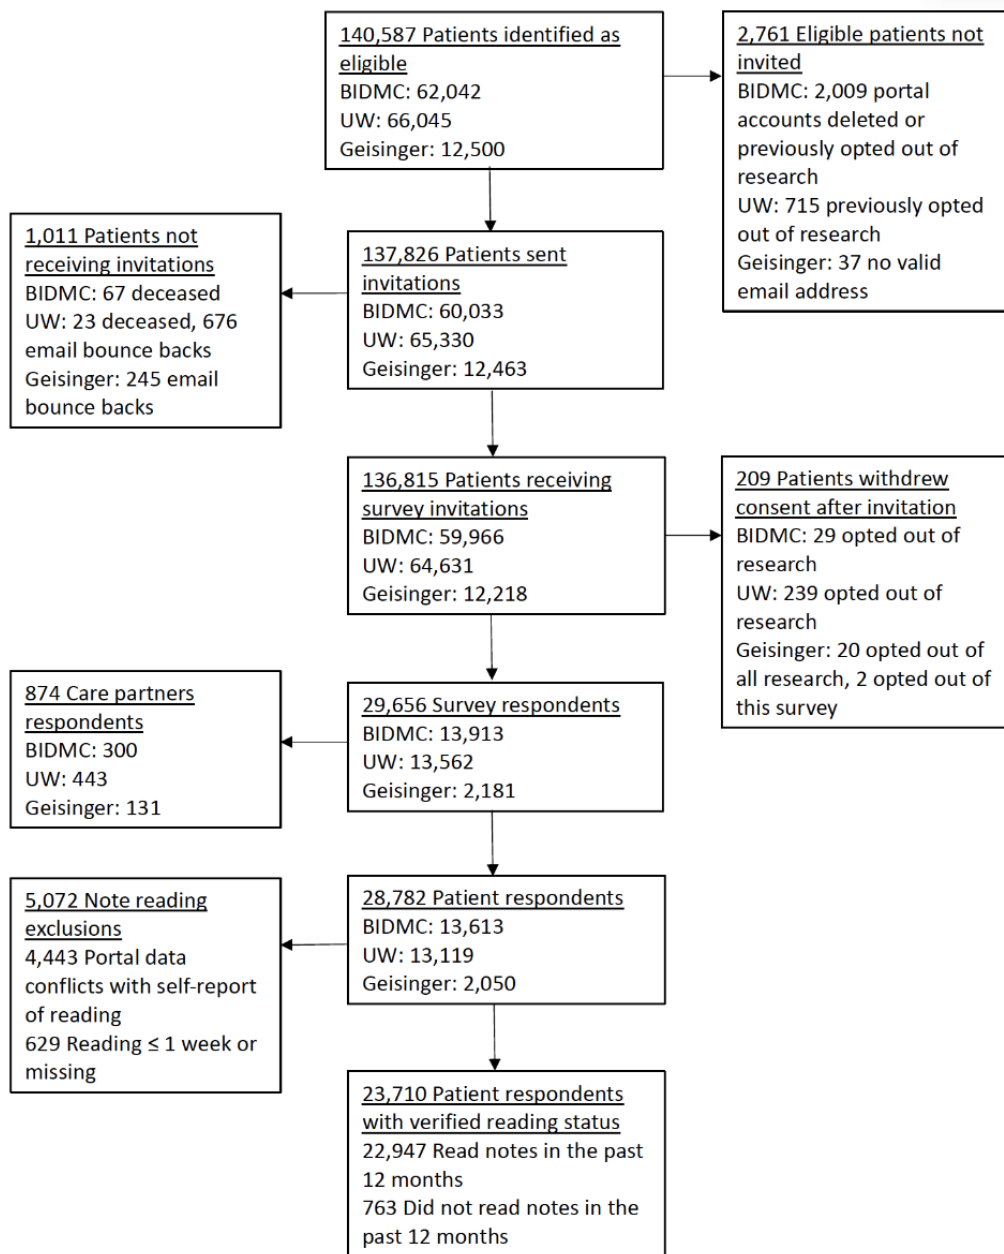 140,587 Patients identified as
eligible
BIDMC: 62,042
UW: 66,045
Geisinger: 12,500
2,761 Eligible patients not
invited
BIDMC: 2,009 portal
accounts deleted or
previously opted out of
research
UW: 715 previously opted
out of research
Geisinger: 37 no valid
email address
1,011 Patients not
receiving invitations
BIDMC: 67 deceased
UW: 23 deceased, 676
email bounce backs
Geisinger: 245 email
bounce backs
137,826 Patients sent
invitations
BIDMC: 60,033
UW: 65,330
Geisinger: 12,463
136,815 Patients receiving
survey invitations
BIDMC: 59,966
UW: 64,631
Geisinger: 12,218
209 Patients withdrew
consent after invitation
BIDMC: 29 opted out of
research
UW: 239 opted out of
research
Geisinger: 20 opted out of
all research, 2 opted out of
this survey
874 Care partners
respondents
BIDMC: 300
UW: 443
Geisinger: 131
29,656 Survey respondents
BIDMC: 13,913
UW: 13,562
Geisinger: 2,181
5,072 Note reading
exclusions
4,443 Portal data
conflicts with self-report
of reading
629 Reading ≤ 1 week or
missing
28,782 Patient respondents
BIDMC: 13,613
UW: 13,119
Geisinger: 2,050
23,710 Patient respondents
with verified reading status
22,947 Read notes in the past
12 months
763 Did not read notes in the
past 12 months